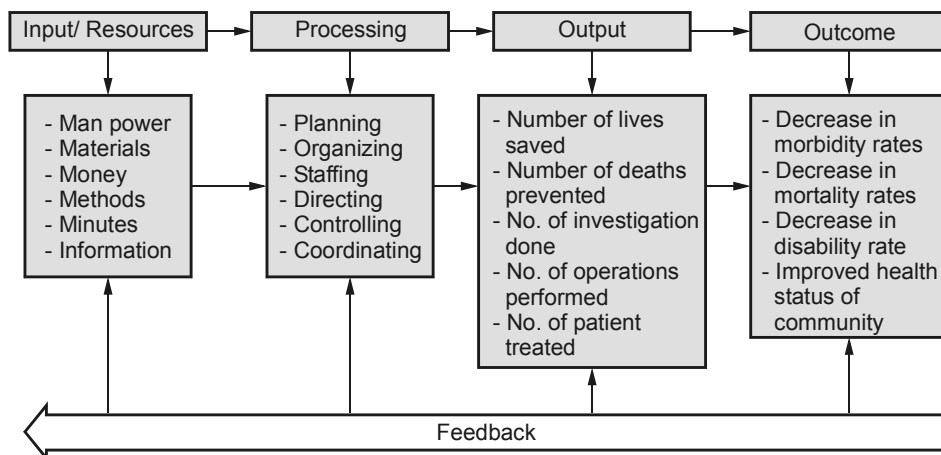 Input/ Resources
Processing
Output
Outcome
- Man power
- Materials
- Money
- Methods
- Minutes
- Information
- Planning
- Organizing
- Staffing
- Directing
- Controlling
- Coordinating
- Number of lives
saved
- Number of deaths
prevented
- No. of investigation
done
- No. of operations
performed
- No. of patient
treated
- Decrease in
morbidity rates
- Decrease in
mortality rates
- Decrease in
disability rate
- Improved health
status of
community
Feedback